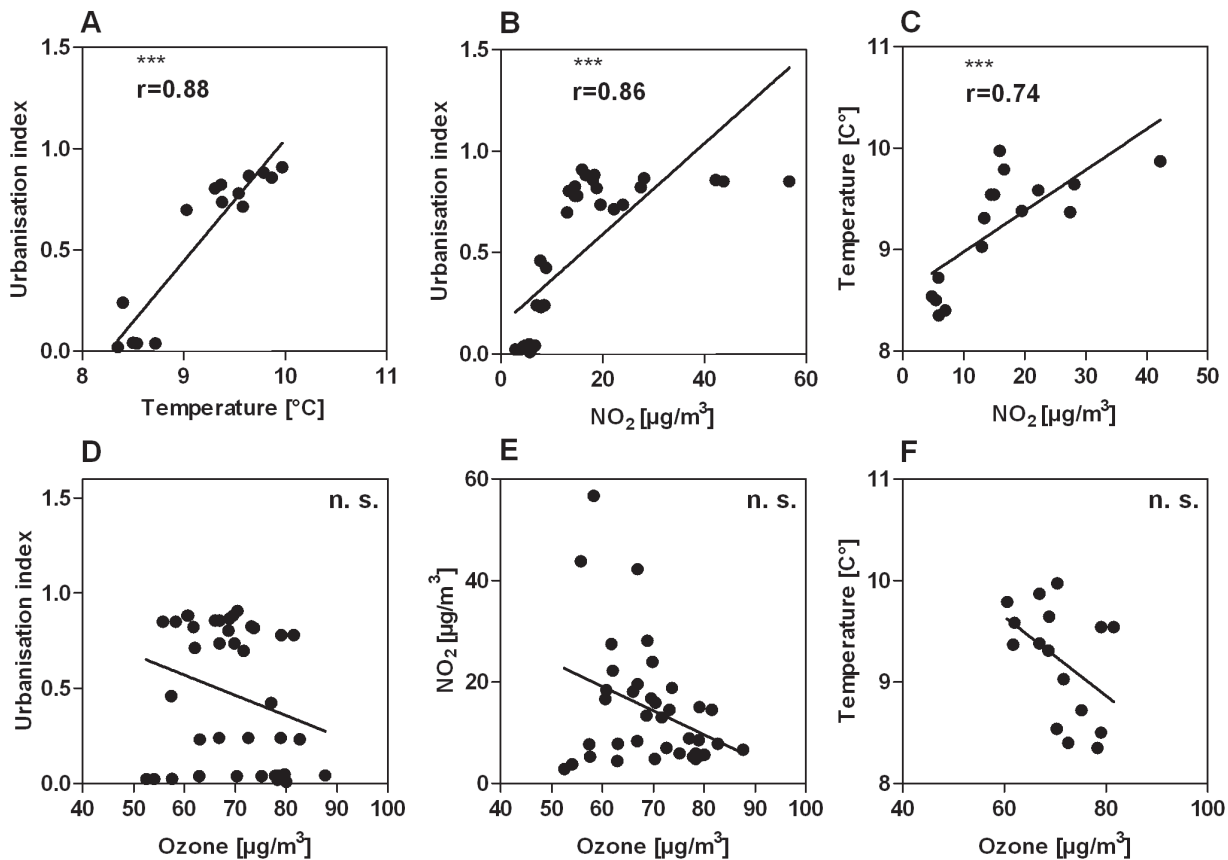 A
1.5
1.0
0.5
0.0
Urbanisation index
***
r=0.88
8 9 10 11
Temperature [°C]
B
1.5
1.0
0.5
0.0
Urbanisation index
***
r=0.86
0 20 40 60
NO₂ [µg/m³]
C
11
10
9
8
Temperature [C°]
***
r=0.74
0 10 20 30 40 50
NO₂ [µg/m³]
D
1.5
1.0
0.5
0.0
Urbanisation index
n. s.
40 50 60 70 80 90 100
Ozone [µg/m³]
E
60
40
20
0
NO₂ [µg/m³]
n. s.
40 50 60 70 80 90 100
Ozone [µg/m³]
F
11
10
9
8
Temperature [C°]
n. s.
40 60 80 100
Ozone [µg/m³]